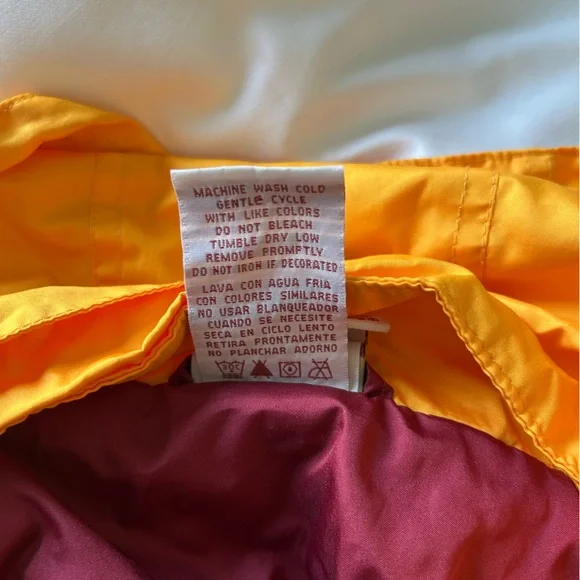 MACHINE WASH COLD
GENTLE CYCLE
WITH LIKE COLORS
DO NOT BLEACH
TUMBLE DRY LOW
REMOVE PROMPTLY
DO NOT IRON IF DECORATED
LAVA CON AGUA FRIA
CON COLORES SIMILARES
NO USAR BLANQUEADOR
CUANDO SE NECESITE
SECA EN CICLO LENTO
RETIRA PRONTAMENTE
NO PLANCHAR ADORNO